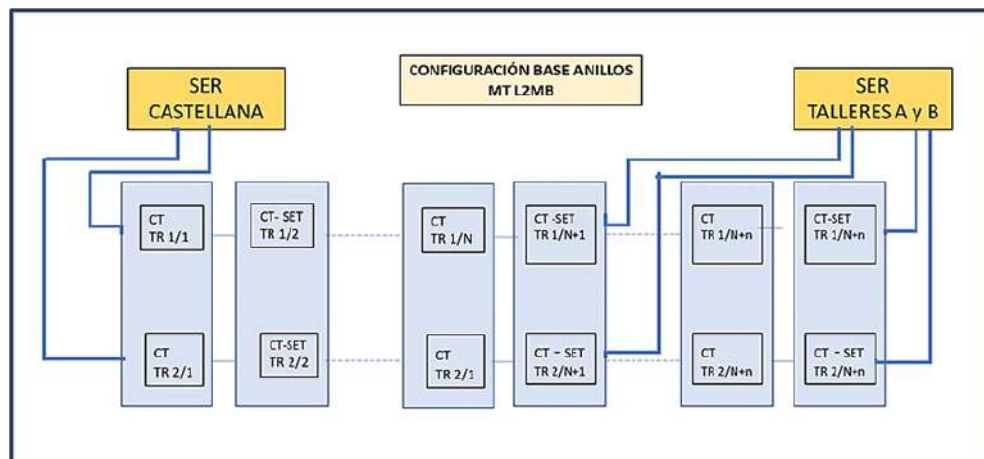 CONFIGURACIÓN BASE ANILLOS
MT L2MB
SER
CASTELLANA
SER
TALLERES A y B
CT
TR 1/1
CT- SET
TR 1/2
CT
TR 1/N
CT -SET
TR 1/N+1
CT
TR 1/N+n
CT-SET
TR 1/N+n
CT
TR 2/1
CT-SET
TR 2/2
CT
TR 2/1
CT – SET
TR 2/N+1
CT
TR 2/N+n
CT – SET
TR 2/N+n